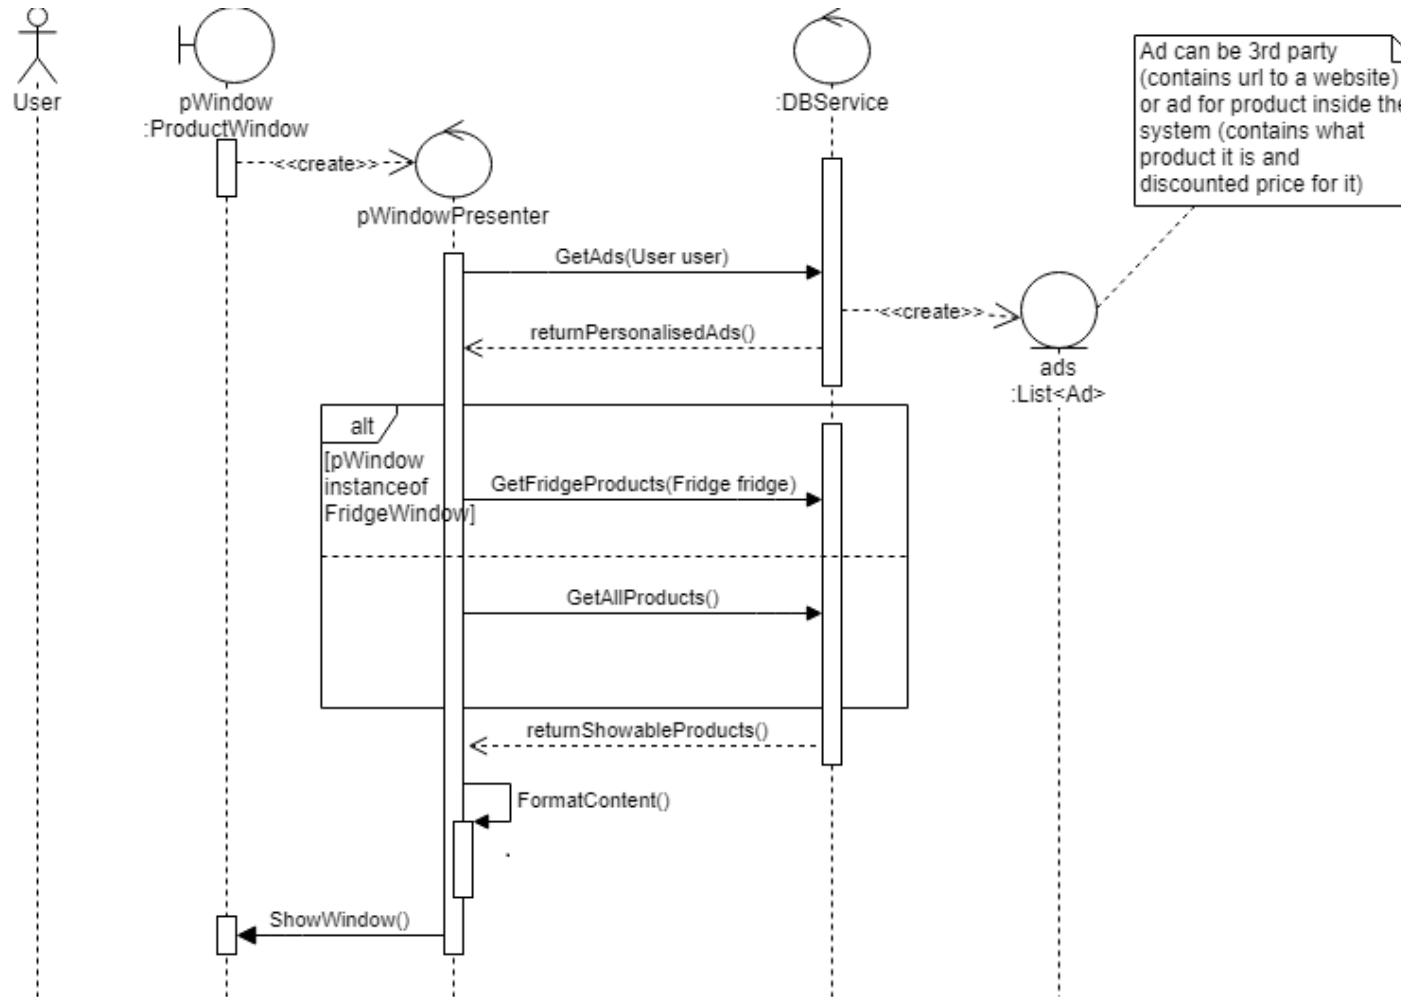 User
pWindow
:ProductWindow
<<create>>
pWindowPresenter
:DBService
Ad can be 3rd party
(contains url to a website)
or ad for product inside the
system (contains what
product it is and
discounted price for it)
GetAds(User user)
<<create>>
returnPersonalisedAds()
ads
:List<Ad>
alt
[pWindow
instanceof
FridgeWindow]
GetFridgeProducts(Fridge fridge)
GetAllProducts()
returnShowableProducts()
FormatContent()
ShowWindow()